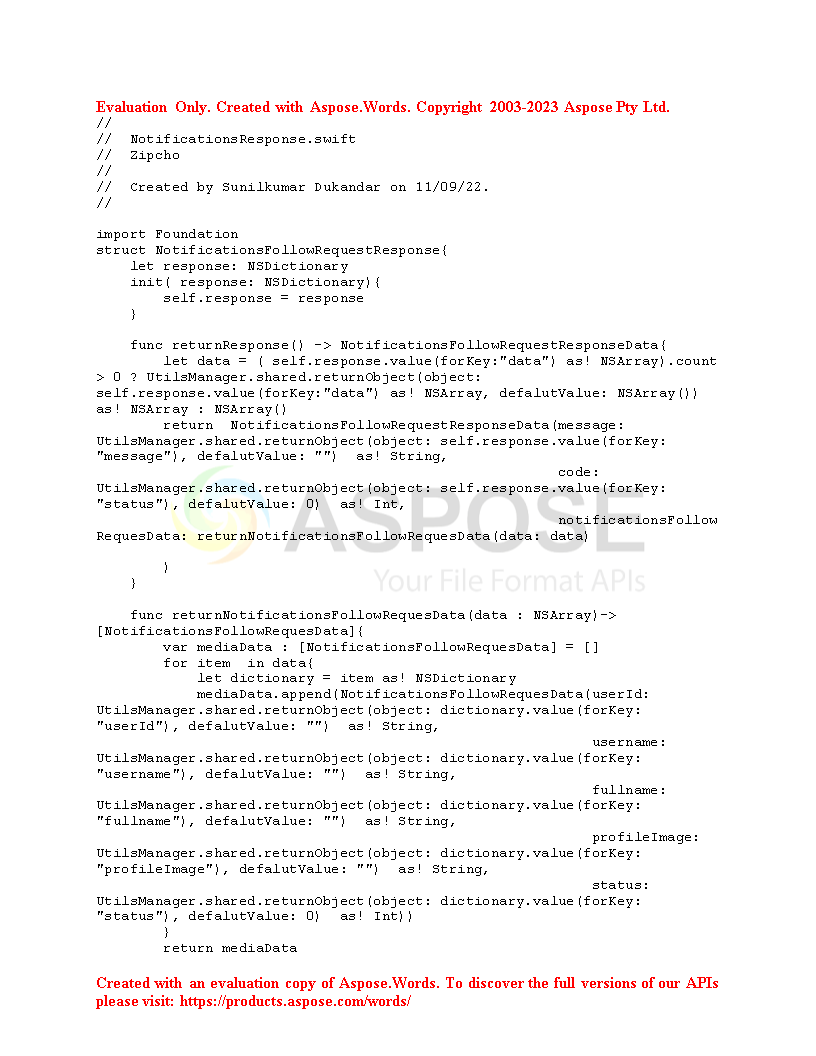 Evaluation Only. Created with Aspose.Words. Copyright 2003-2023 Aspose Pty Ltd.
//
//  NotificationsResponse.swift
//  Zipcho
//
//  Created by Sunilkumar Dukandar on 11/09/22.
//

import Foundation
struct NotificationsFollowRequestResponse{
    let response: NSDictionary
    init( response: NSDictionary){
        self.response = response
    }

    func returnResponse() -> NotificationsFollowRequestResponseData{
        let data = ( self.response.value(forKey:"data") as! NSArray).count
> 0 ? UtilsManager.shared.returnObject(object:
self.response.value(forKey:"data") as! NSArray, defalutValue: NSArray())
as! NSArray : NSArray()
        return  NotificationsFollowRequestResponseData(message:
UtilsManager.shared.returnObject(object: self.response.value(forKey:
"message"), defalutValue: "")  as! String,
                                                       code:
UtilsManager.shared.returnObject(object: self.response.value(forKey:
"status"), defalutValue: 0)  as! Int,
                                                       notificationsFollow
RequesData: returnNotificationsFollowRequesData(data: data)
ASPOSE
        )
Your File Format APIs
    }

    func returnNotificationsFollowRequesData(data : NSArray)->
[NotificationsFollowRequesData]{
        var mediaData : [NotificationsFollowRequesData] = []
        for item  in data{
            let dictionary = item as! NSDictionary
            mediaData.append(NotificationsFollowRequesData(userId:
UtilsManager.shared.returnObject(object: dictionary.value(forKey:
"userId"), defalutValue: "")  as! String,
                                                           username:
UtilsManager.shared.returnObject(object: dictionary.value(forKey:
"username"), defalutValue: "")  as! String,
                                                           fullname:
UtilsManager.shared.returnObject(object: dictionary.value(forKey:
"fullname"), defalutValue: "")  as! String,
                                                           profileImage:
UtilsManager.shared.returnObject(object: dictionary.value(forKey:
"profileImage"), defalutValue: "")  as! String,
                                                           status:
UtilsManager.shared.returnObject(object: dictionary.value(forKey:
"status"), defalutValue: 0)  as! Int))
        }
        return mediaData
Created with an evaluation copy of Aspose.Words. To discover the full versions of our APIs
please visit: https://products.aspose.com/words/